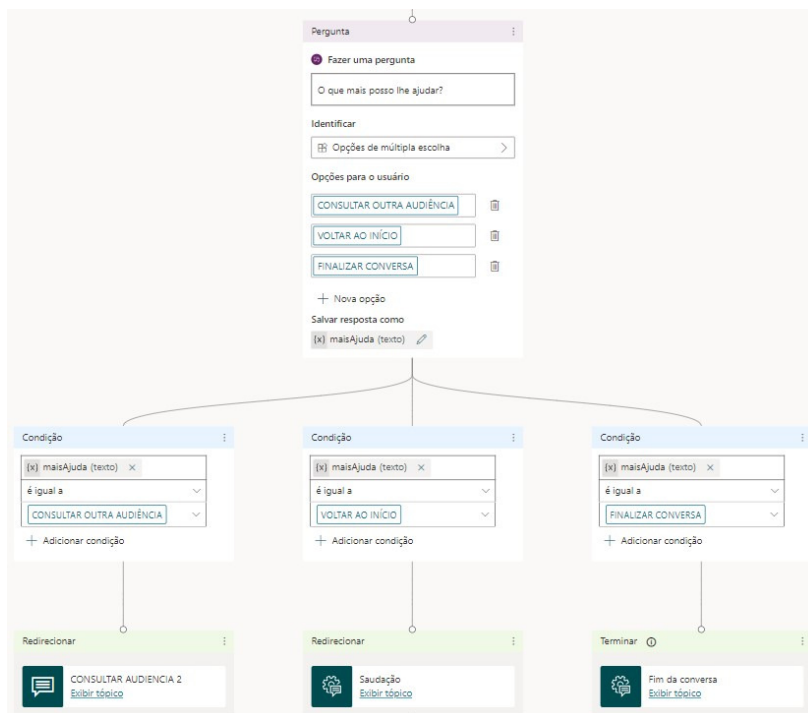 Pergunta
Fazer uma pergunta
O que mais posso lhe ajudar?
Identificar
Opções de múltipla escolha
Opções para o usuário
CONSULTAR OUTRA AUDIÊNCIA
VOLTAR AO INÍCIO
FINALIZAR CONVERSA
+ Nova opção
Salvar resposta como
{x} maisAjuda (texto)
Condição
{x} maisAjuda (texto) ×
é igual a
CONSULTAR OUTRA AUDIÊNCIA
+ Adicionar condição
Condição
{x} maisAjuda (texto) ×
é igual a
VOLTAR AO INÍCIO
+ Adicionar condição
Condição
{x} maisAjuda (texto) ×
é igual a
FINALIZAR CONVERSA
+ Adicionar condição
Redirecionar
CONSULTAR AUDIENCIA 2
Exibir tópico
Redirecionar
Saudação
Exibir tópico
Terminar
Fim da conversa
Exibir tópico